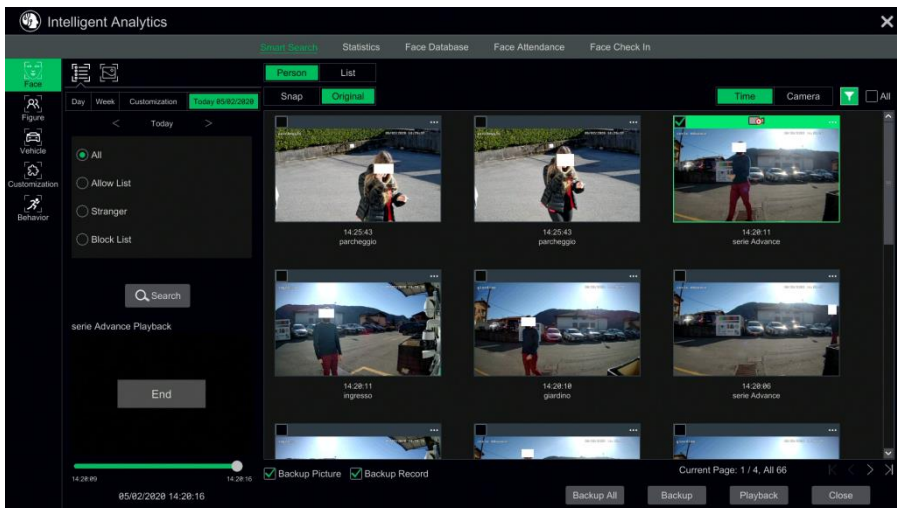 Intelligent Analytics
Smart Search Statistics Face Database Face Attendance Face Check In
Face
Figure
Vehicle
Customization
Behavior
Day Week Customization Today 05/02/2020
< Today >
All
Allow List
Stranger
Block List
Search
serie Advance Playback
End
14:20:09 14:20:16
05/02/2020 14:20:16
Person List
Snap Original
Time Camera All
14:25:43
parcheggio
14:25:43
parcheggio
14:20:11
serie Advance
14:20:11
ingresso
14:20:10
giardino
14:20:06
serie Advance
Backup Picture Backup Record
Current Page: 1 / 4, All 66
Backup All Backup Playback Close